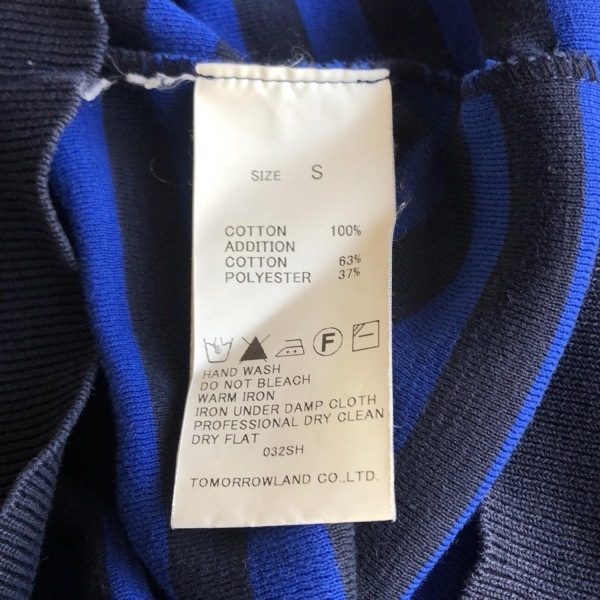 SIZE S
COTTON 100%
ADDITION
COTTON 63%
POLYESTER 37%
F
HAND WASH
DO NOT BLEACH
WARM IRON
IRON UNDER DAMP CLOTH
PROFESSIONAL DRY CLEAN
DRY FLAT
032SH
TOMORROWLAND CO.,LTD.